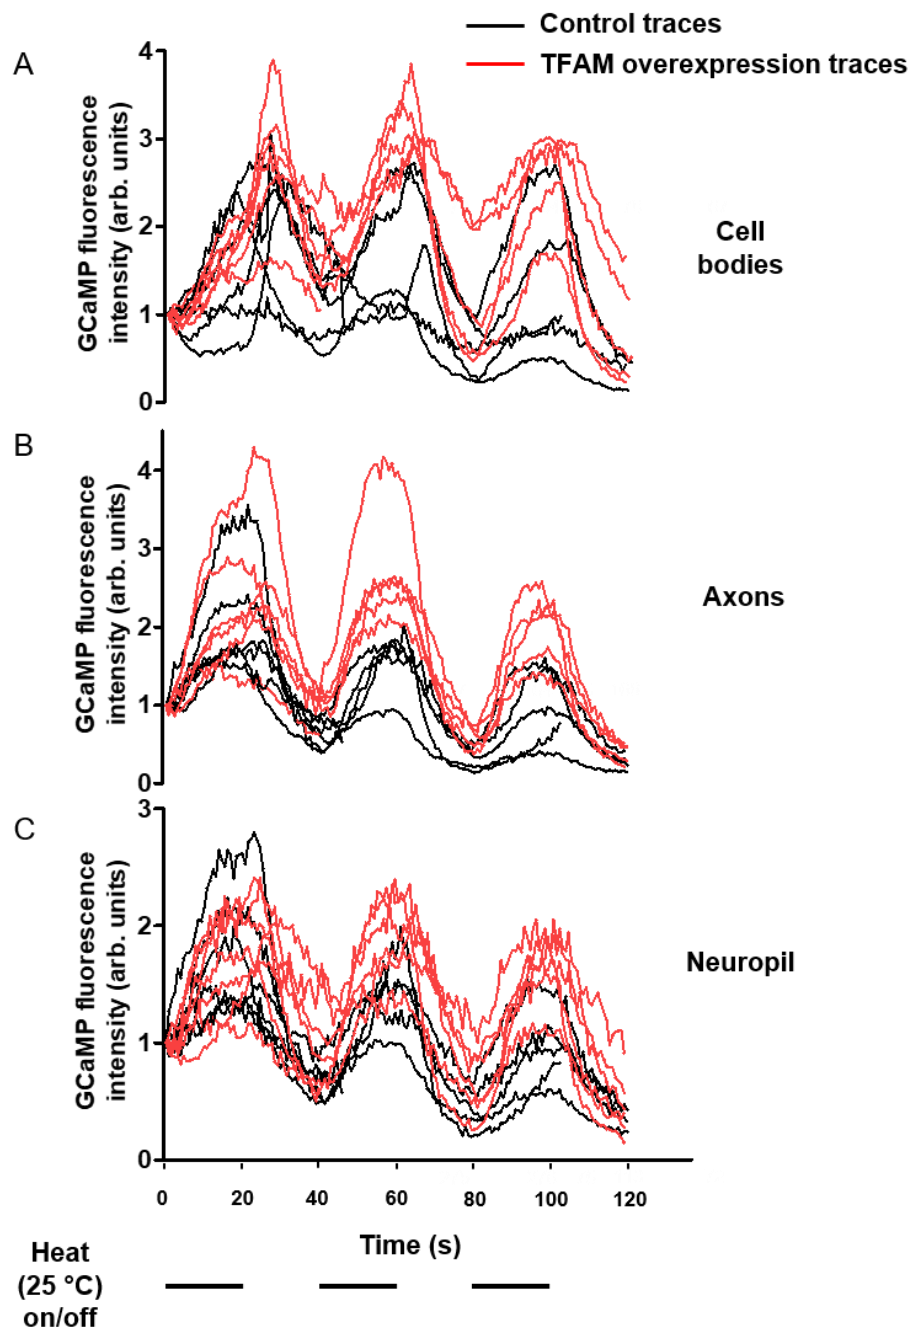 Control traces
TFAM overexpression traces
A
GCaMP fluorescence
intensity (arb. units)
4
3
2
1
0
Cell
bodies
B
GCaMP fluorescence
intensity (arb. units)
4
3
2
1
0
Axons
C
GCaMP fluorescence
intensity (arb. units)
3
2
1
0
Neuropil
0 20 40 60 80 100 120
Time (s)
Heat
(25 °C)
on/off